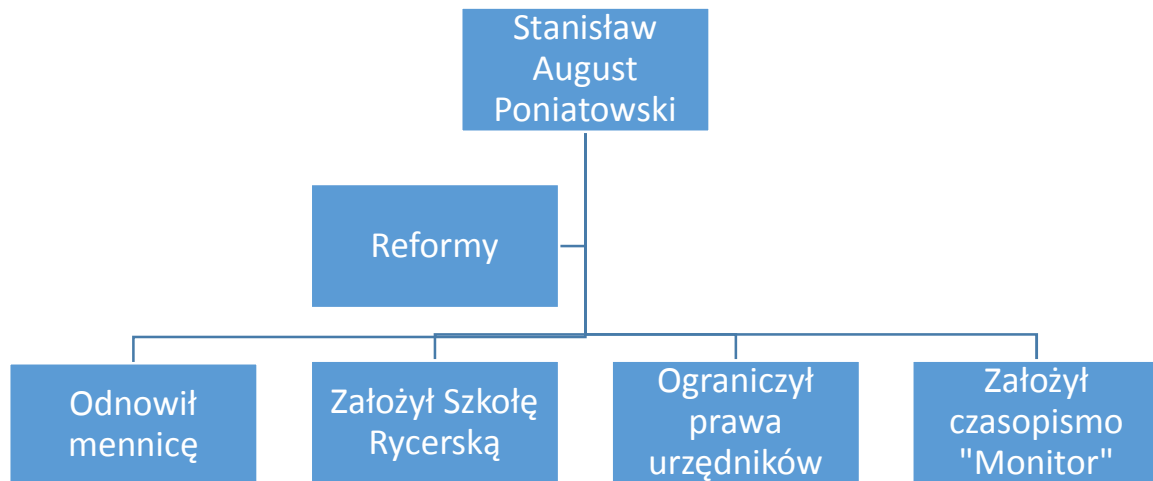 Stanisław
August
Poniatowski
Reformy
Odnowił
mennicę
Założył Szkołę
Rycerską
Ograniczył
prawa
urzędników
Założył
czasopismo
"Monitor"